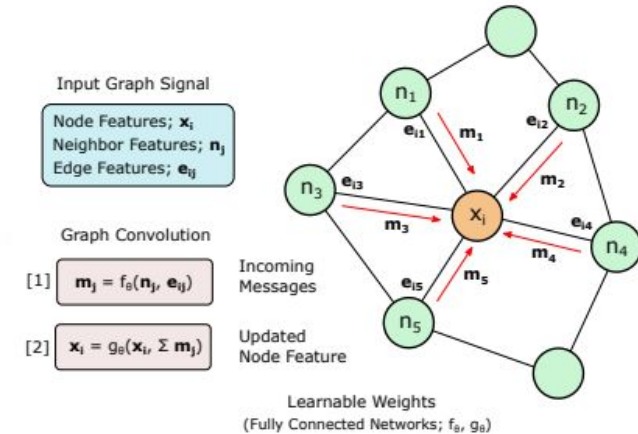 Input Graph Signal
Node Features; xᵢ
Neighbor Features; nⱼ
Edge Features; eᵢⱼ
Graph Convolution
[1] mⱼ = fθ(nⱼ, eᵢⱼ)
Incoming
Messages
[2] xᵢ = gθ(xᵢ, Σ mⱼ)
Updated
Node Feature
n₁
n₂
eᵢ₁
m₁
eᵢ₂
m₂
n₃
eᵢ₃
m₃
xᵢ
eᵢ₄
m₄
n₄
eᵢ₅
m₅
n₅
Learnable Weights
(Fully Connected Networks; fθ, gθ)